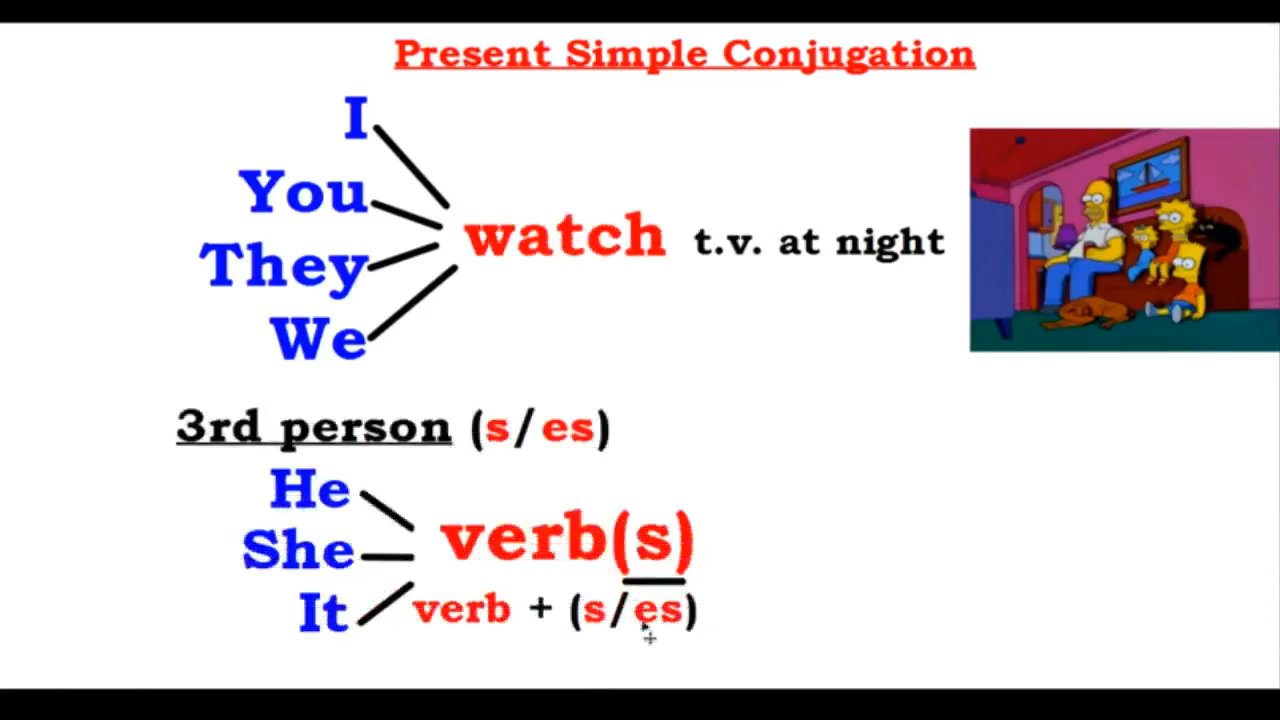 Present Simple Conjugation
I
You
They
We
watch t.v. at night
3rd person (s/es)
He
She
It
verb(s)
verb + (s/es)